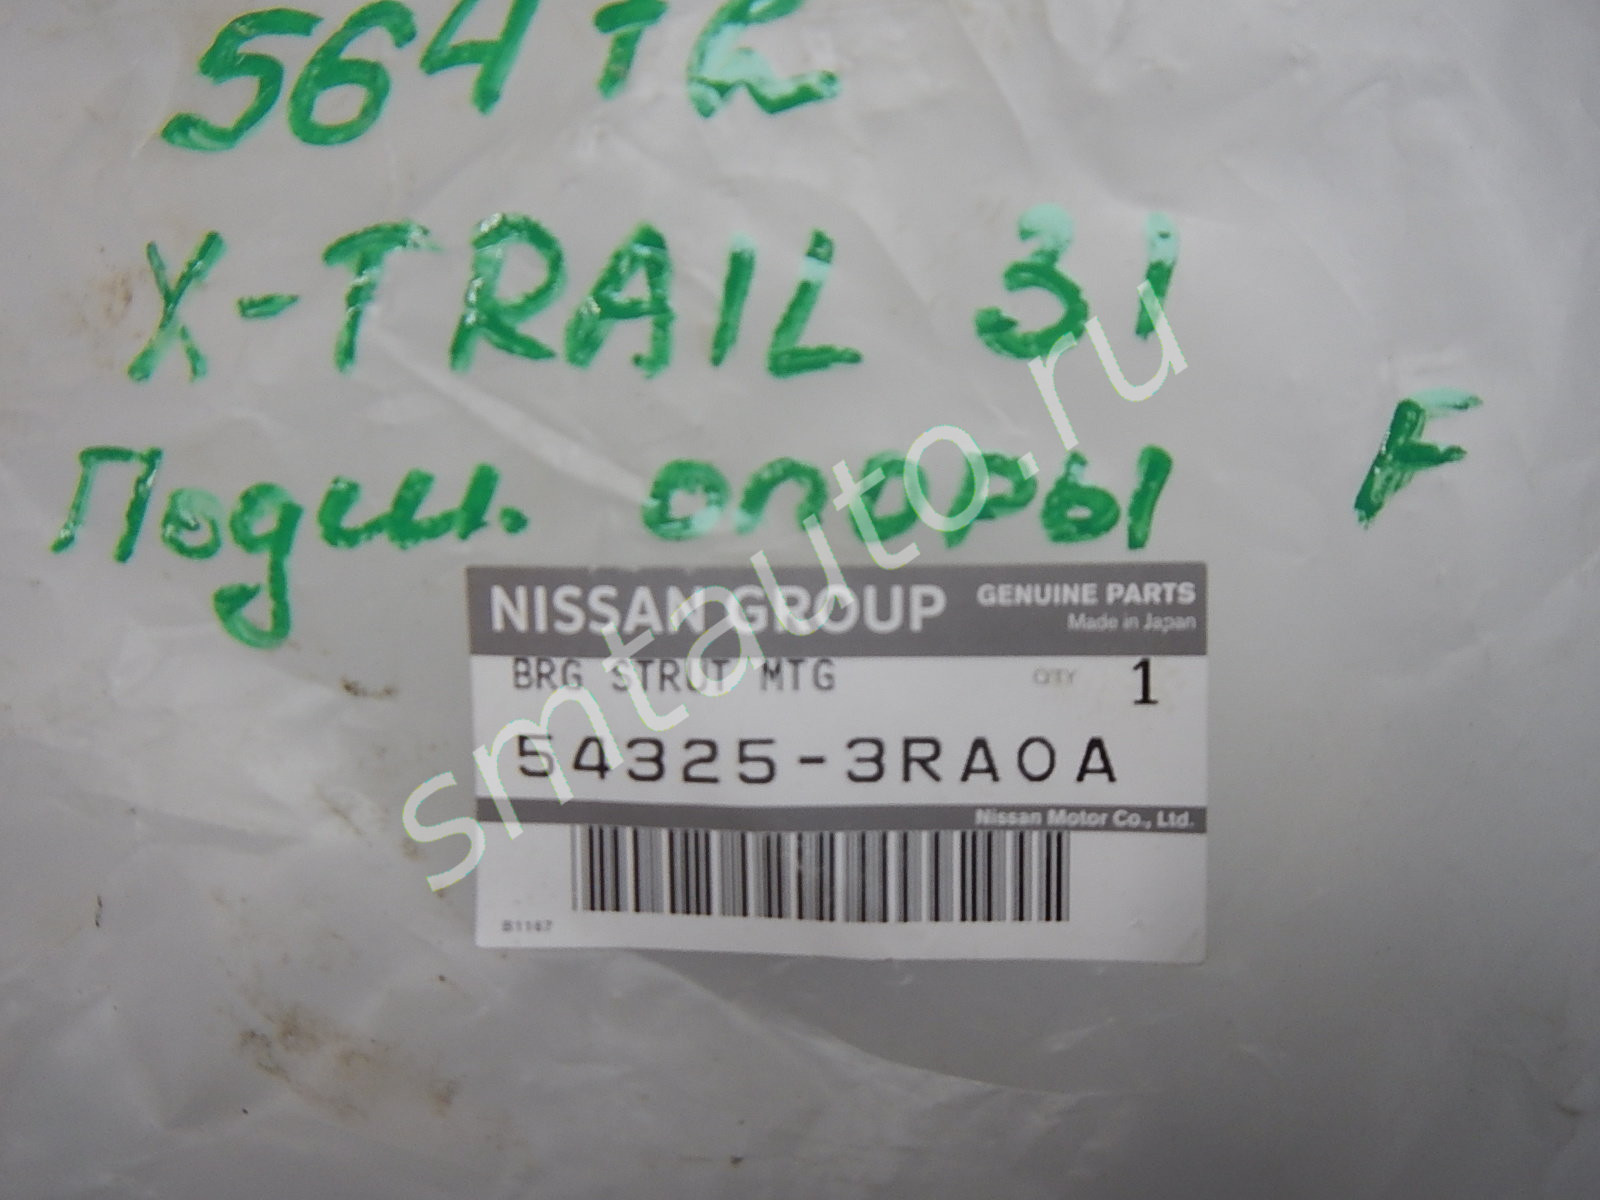 X-TRAIL 31
Подш. опоры F
NISSAN GROUP GENUINE PARTS
Made in Japan
BRG STRUT MTG QTY 1
54325-3RA0A
Nissan Motor Co., Ltd.
B1167
smtauto.ru